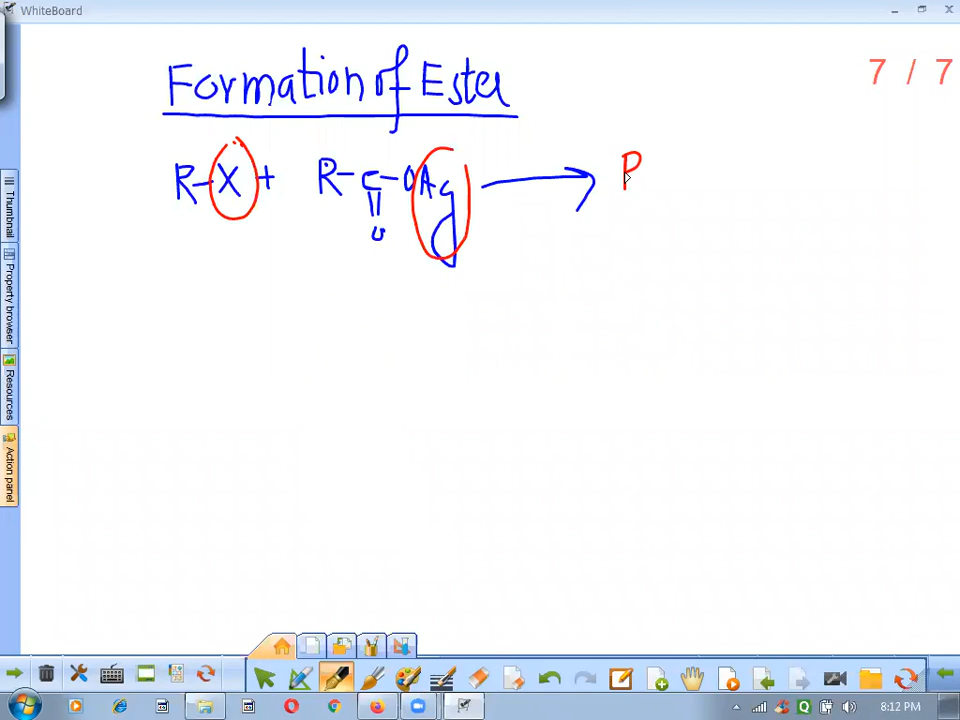 WhiteBoard
Formation of Ester
7 / 7
R-X + R-C-OAg →
||
O
Thumbnail
Property browser
Resources
Action panel
8:12 PM